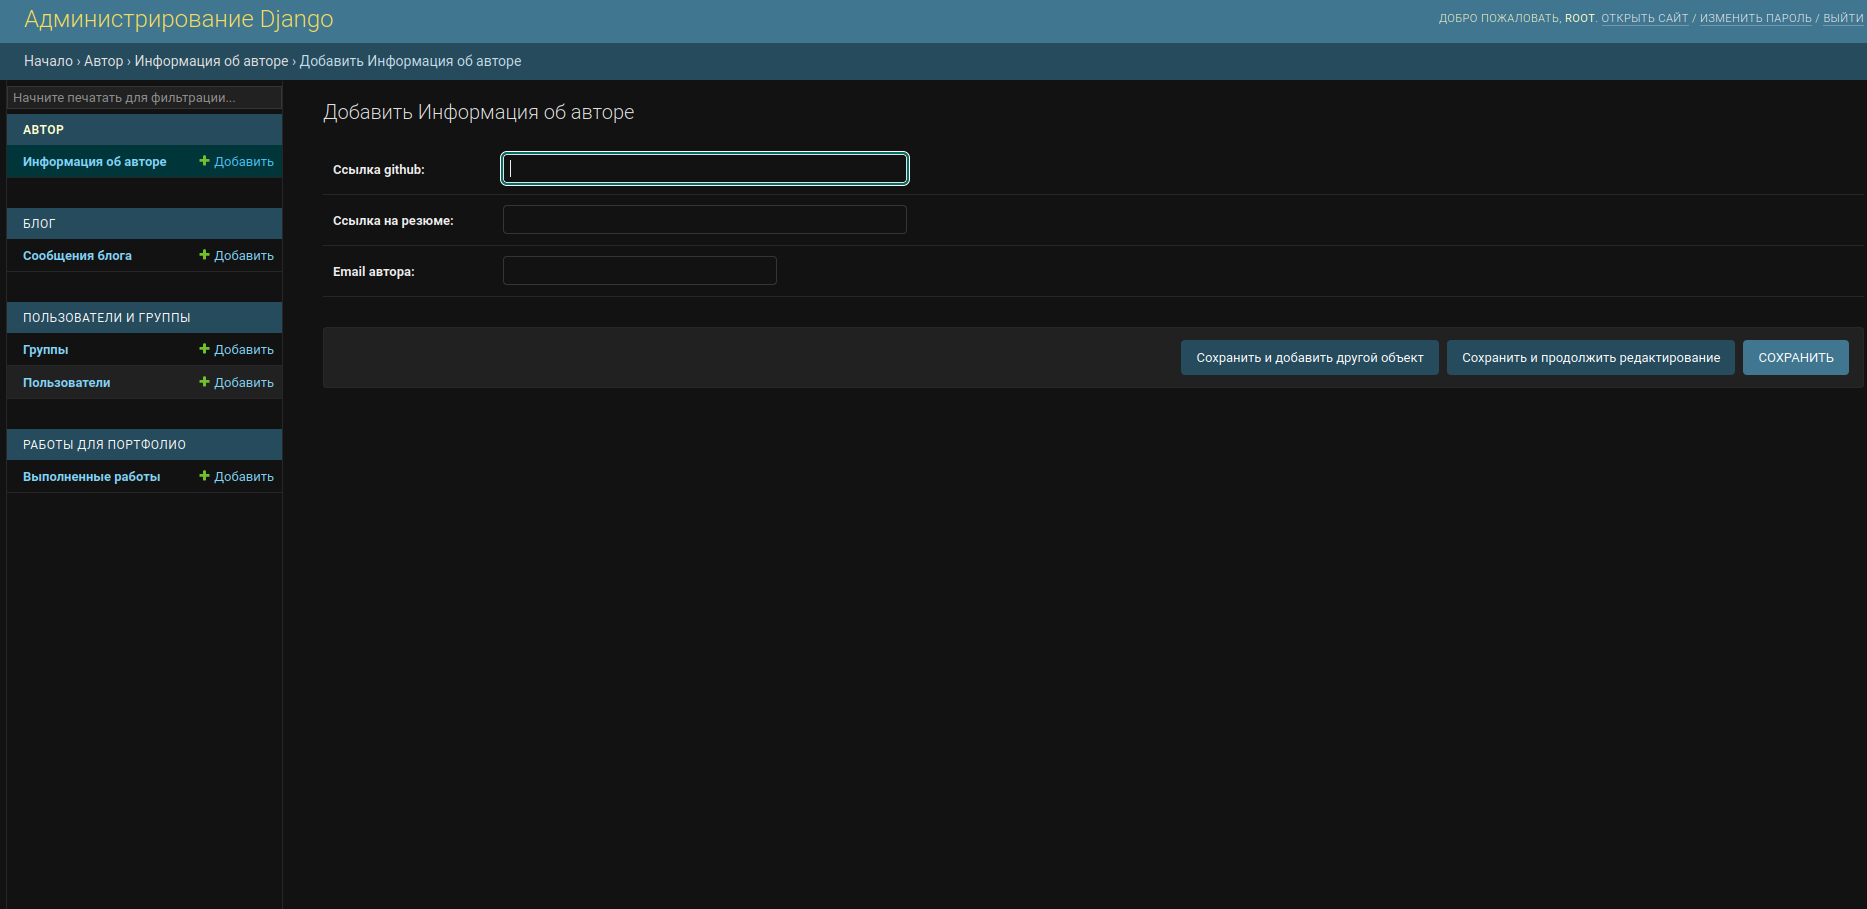 Администрирование Django
ДОБРО ПОЖАЛОВАТЬ, ROOT. ОТКРЫТЬ САЙТ / ИЗМЕНИТЬ ПАРОЛЬ / ВЫЙТИ
Начало › Автор › Информация об авторе › Добавить Информация об авторе
Начните печатать для фильтрации...
АВТОР
Информация об авторе Добавить
БЛОГ
Сообщения блога Добавить
ПОЛЬЗОВАТЕЛИ И ГРУППЫ
Группы Добавить
Пользователи Добавить
РАБОТЫ ДЛЯ ПОРТФОЛИО
Выполненные работы Добавить
Добавить Информация об авторе
Ссылка github:
Ссылка на резюме:
Email автора:
Сохранить и добавить другой объект Сохранить и продолжить редактирование СОХРАНИТЬ